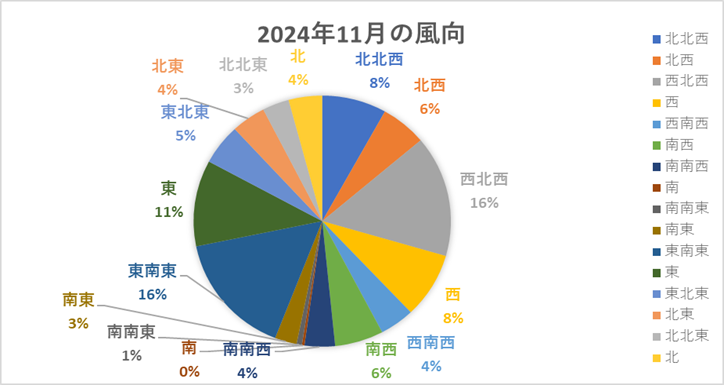 2024年11月の風向
北北西
8%
北西
6%
西北西
16%
西
8%
西南西
4%
南西
6%
南南西
4%
南
0%
南南東
1%
南東
3%
東南東
16%
東
11%
東北東
5%
北東
4%
北北東
3%
北
4%
北北西
北西
西北西
西
西南西
南西
南南西
南
南南東
南東
東南東
東
東北東
北東
北北東
北